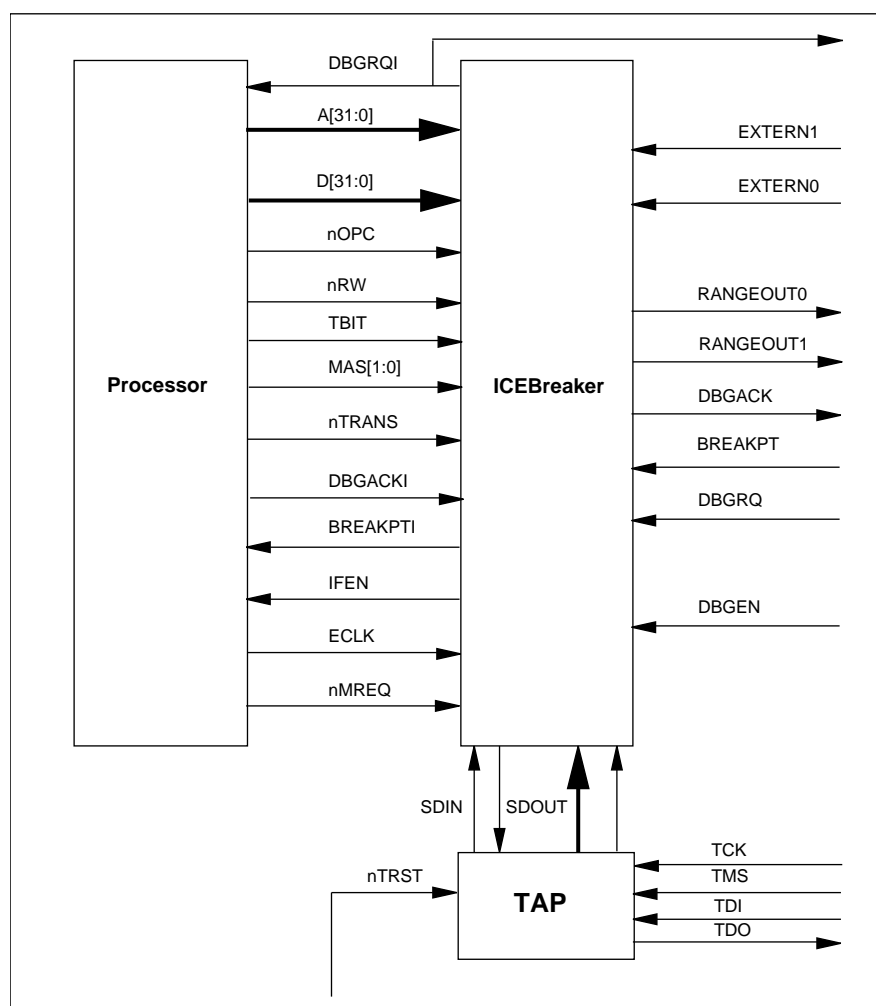 DBGRQI
A[31:0]
EXTERN1
D[31:0]
EXTERN0
nOPC
nRW
RANGEOUT0
TBIT
RANGEOUT1
MAS[1:0]
Processor
ICEBreaker
DBGACK
nTRANS
BREAKPT
DBGACKI
DBGRQ
BREAKPTI
IFEN
DBGEN
ECLK
nMREQ
SDIN
SDOUT
TCK
nTRST
TMS
TAP
TDI
TDO